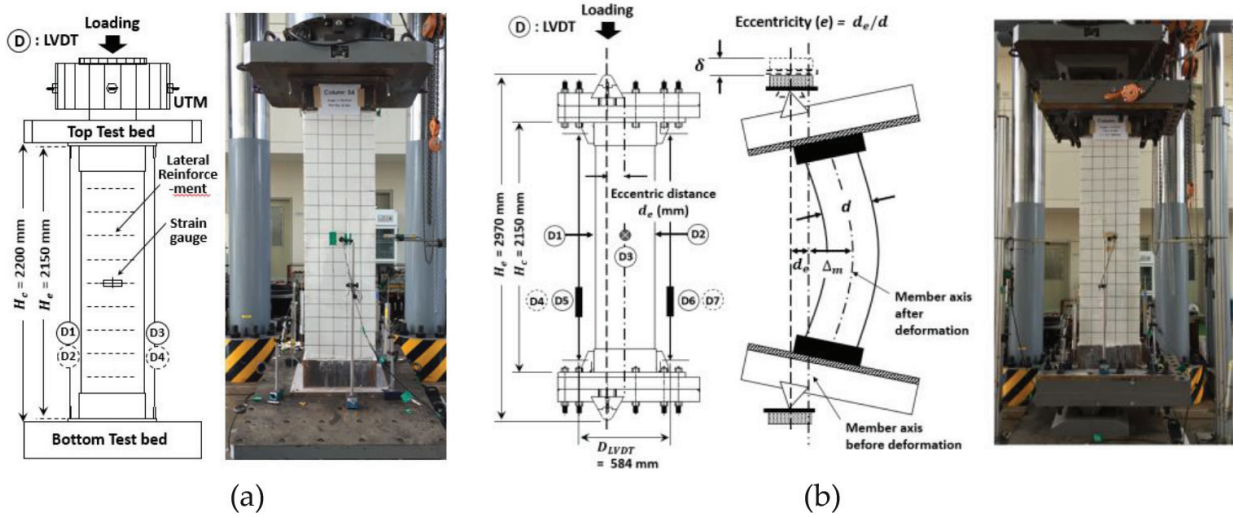 D : LVDT
Loading
UTM
Top Test bed
Lateral
Reinforce
-ment
Strain
gauge
H_c = 2200 mm
H_e = 2150 mm
D1
D2
D3
D4
Bottom Test bed
(a)
D : LVDT
Loading
Eccentricity (e) = d_e/d
δ
H_e = 2970 mm
H_c = 2150 mm
Eccentric distance
d_e (mm)
D1
D2
D3
D4
D5
D6
D7
D_LVDT
= 584 mm
d
d_e
Δ_m
Member axis
after
deformation
Member axis
before deformation
(b)